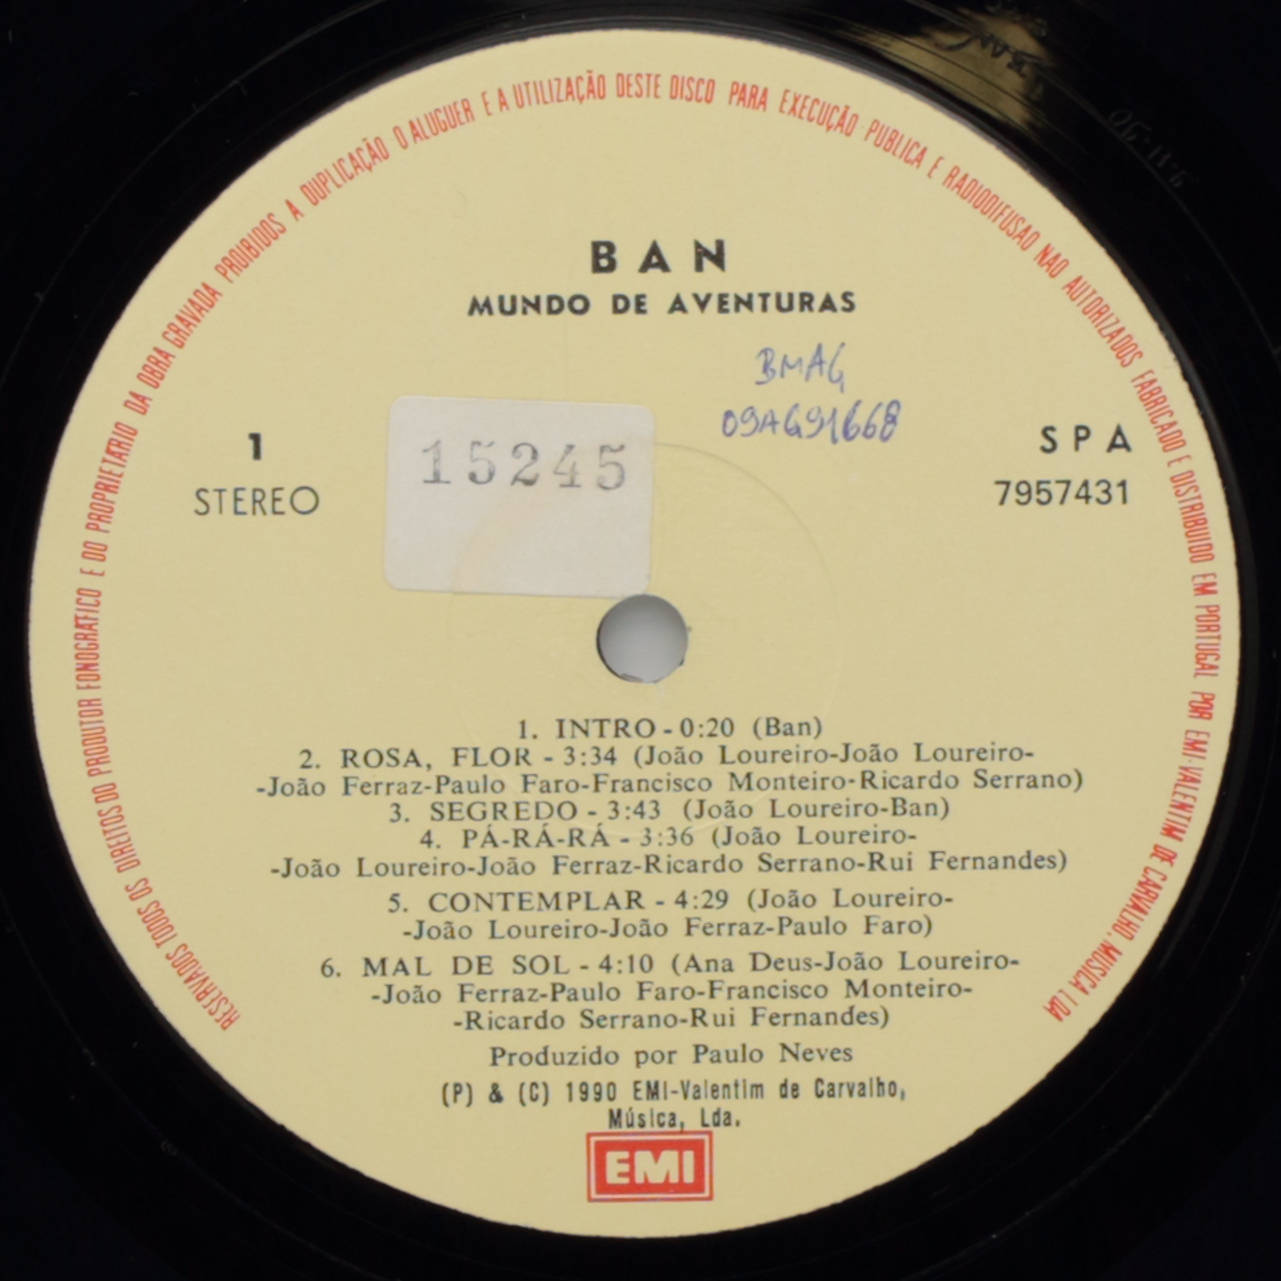 RESERVADOS TODOS OS DIREITOS DO PRODUTOR FONOGRÁFICO E DO PROPRIETÁRIO DA OBRA GRAVADA PROIBIDOS A DUPLICAÇÃO O ALUGUER E A UTILIZAÇÃO DESTE DISCO PARA EXECUÇÃO PUBLICA E RADIODIFUSAO NAO AUTORIZADOS FABRICADO E DISTRIBUIDO EM PORTUGAL POR EMI-VALENTIM DE CARVALHO, MUSICA LDA
BAN
MUNDO DE AVENTURAS
BMAG
09AG91668
1
STEREO
15245
SPA
7957431
1. INTRO - 0:20 (Ban)
2. ROSA, FLOR - 3:34 (João Loureiro-João Loureiro-
-João Ferraz-Paulo Faro-Francisco Monteiro-Ricardo Serrano)
3. SEGREDO - 3:43 (João Loureiro-Ban)
4. PÁ-RÁ-RÁ - 3:36 (João Loureiro-
-João Loureiro-João Ferraz-Ricardo Serrano-Rui Fernandes)
5. CONTEMPLAR - 4:29 (João Loureiro-
-João Loureiro-João Ferraz-Paulo Faro)
6. MAL DE SOL - 4:10 (Ana Deus-João Loureiro-
-João Ferraz-Paulo Faro-Francisco Monteiro-
-Ricardo Serrano-Rui Fernandes)
Produzido por Paulo Neves
(P) & (C) 1990 EMI-Valentim de Carvalho,
Música, Lda.
EMI